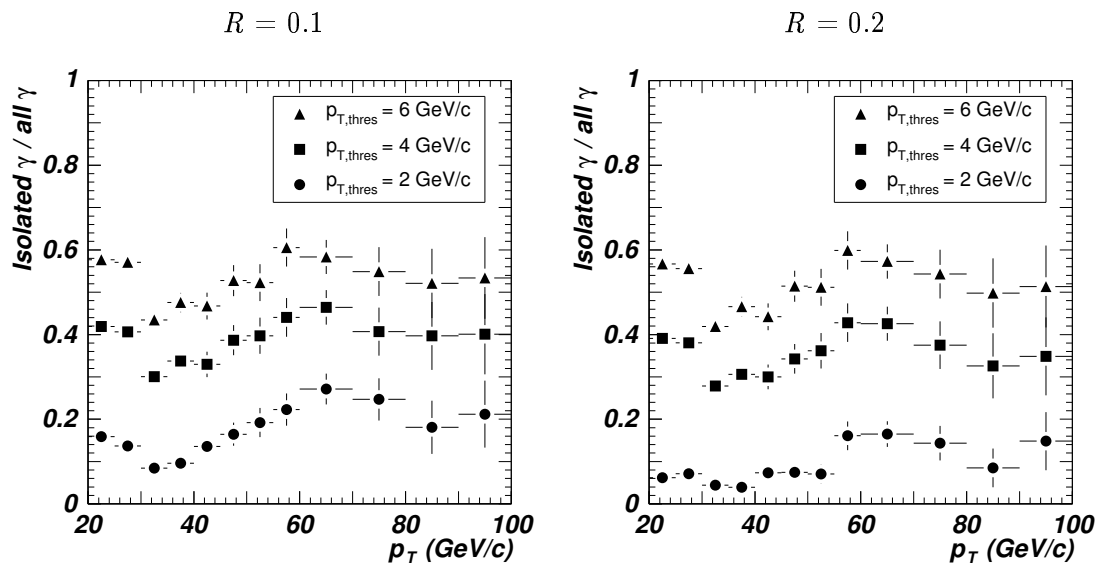 R = 0.1
Isolated γ / all γ
1
0.8
0.6
0.4
0.2
0
p_T,thres = 6 GeV/c
p_T,thres = 4 GeV/c
p_T,thres = 2 GeV/c
20 40 60 80 100
p_T (GeV/c)
R = 0.2
Isolated γ / all γ
1
0.8
0.6
0.4
0.2
0
p_T,thres = 6 GeV/c
p_T,thres = 4 GeV/c
p_T,thres = 2 GeV/c
20 40 60 80 100
p_T (GeV/c)